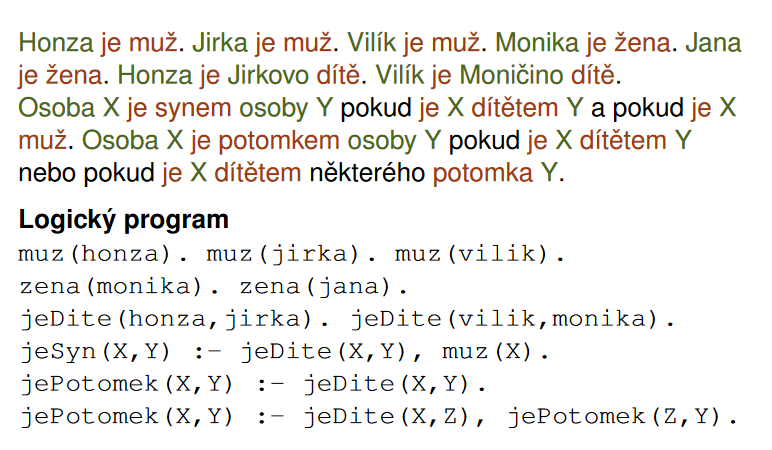 Honza je muž. Jirka je muž. Vilík je muž. Monika je žena. Jana
je žena. Honza je Jirkovo dítě. Vilík je Moničino dítě.
Osoba X je synem osoby Y pokud je X dítětem Y a pokud je X
muž. Osoba X je potomkem osoby Y pokud je X dítětem Y
nebo pokud je X dítětem některého potomka Y.
Logický program
muz(honza). muz(jirka). muz(vilik).
zena(monika). zena(jana).
jeDite(honza,jirka). jeDite(vilik,monika).
jeSyn(X,Y) :- jeDite(X,Y), muz(X).
jePotomek(X,Y) :- jeDite(X,Y).
jePotomek(X,Y) :- jeDite(X,Z), jePotomek(Z,Y).